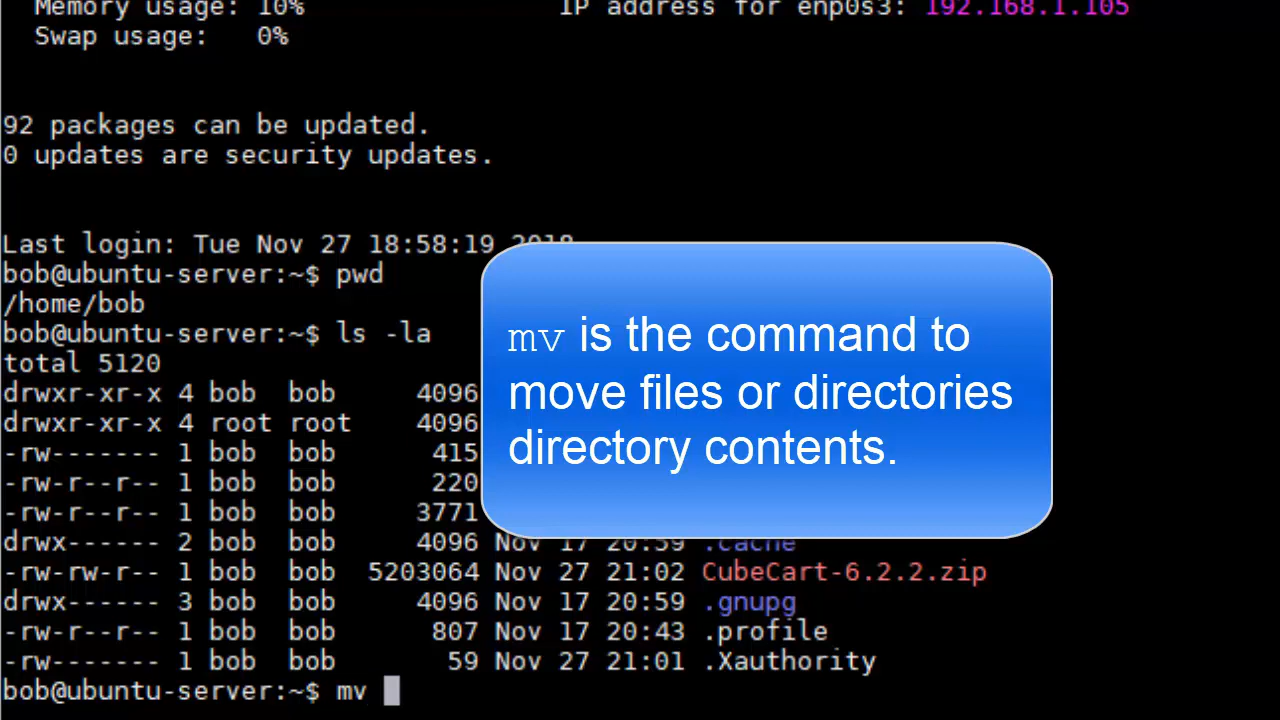 Memory usage: 10% IP address for enp0s3: 192.168.1.105
Swap usage: 0%
92 packages can be updated.
0 updates are security updates.
Last login: Tue Nov 27 18:58:19 2018
bob@ubuntu-server:~$ pwd
/home/bob
bob@ubuntu-server:~$ ls -la
total 5120
drwxr-xr-x 4 bob bob 4096
drwxr-xr-x 4 root root 4096
-rw------- 1 bob bob 415
-rw-r--r-- 1 bob bob 220
-rw-r--r-- 1 bob bob 3771
drwx------ 2 bob bob 4096 Nov 17 20:59 .cache
-rw-rw-r-- 1 bob bob 5203064 Nov 27 21:02 CubeCart-6.2.2.zip
drwx------ 3 bob bob 4096 Nov 17 20:59 .gnupg
-rw-r--r-- 1 bob bob 807 Nov 17 20:43 .profile
-rw------- 1 bob bob 59 Nov 27 21:01 .Xauthority
bob@ubuntu-server:~$ mv
mv is the command to
move files or directories
directory contents.